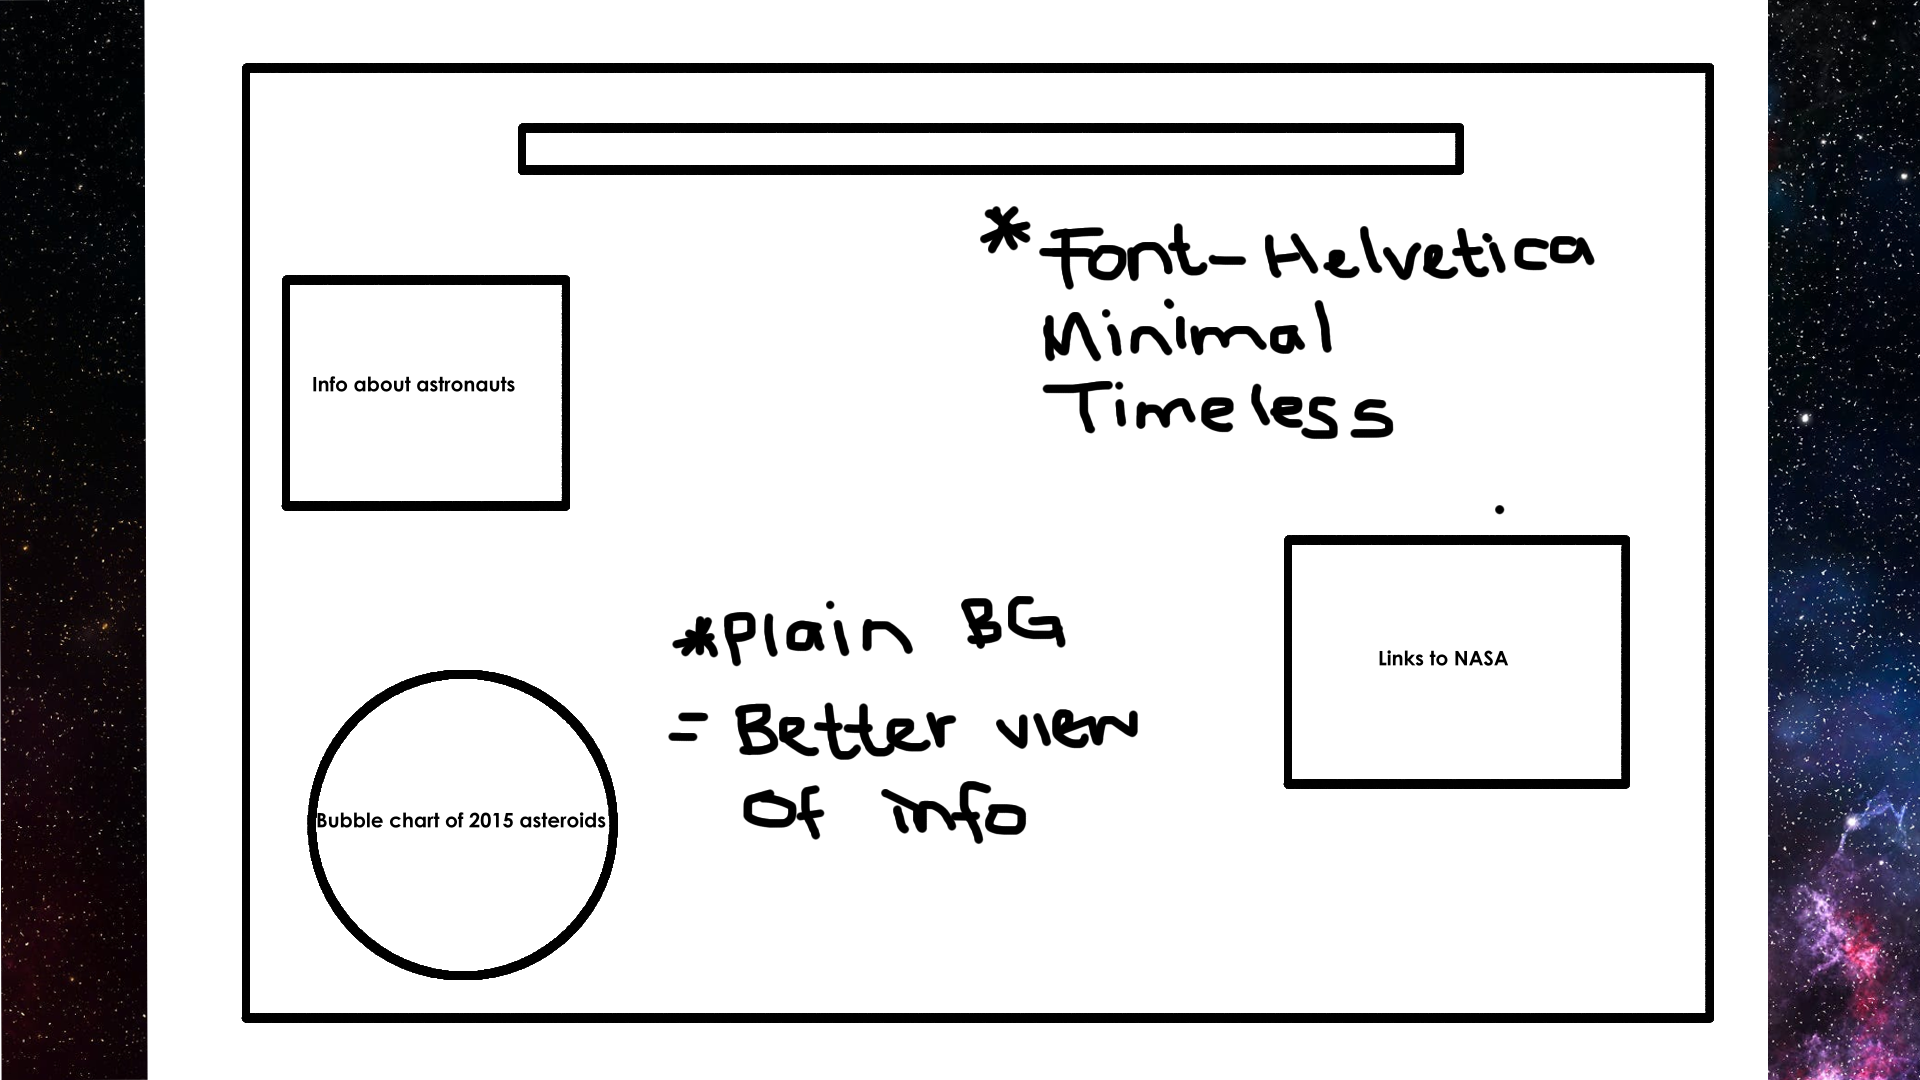 * Font-Helvetica
Minimal
Timeless
Info about astronauts
*Plain BG
= Better view
Of info
Links to NASA
Bubble chart of 2015 asteroids